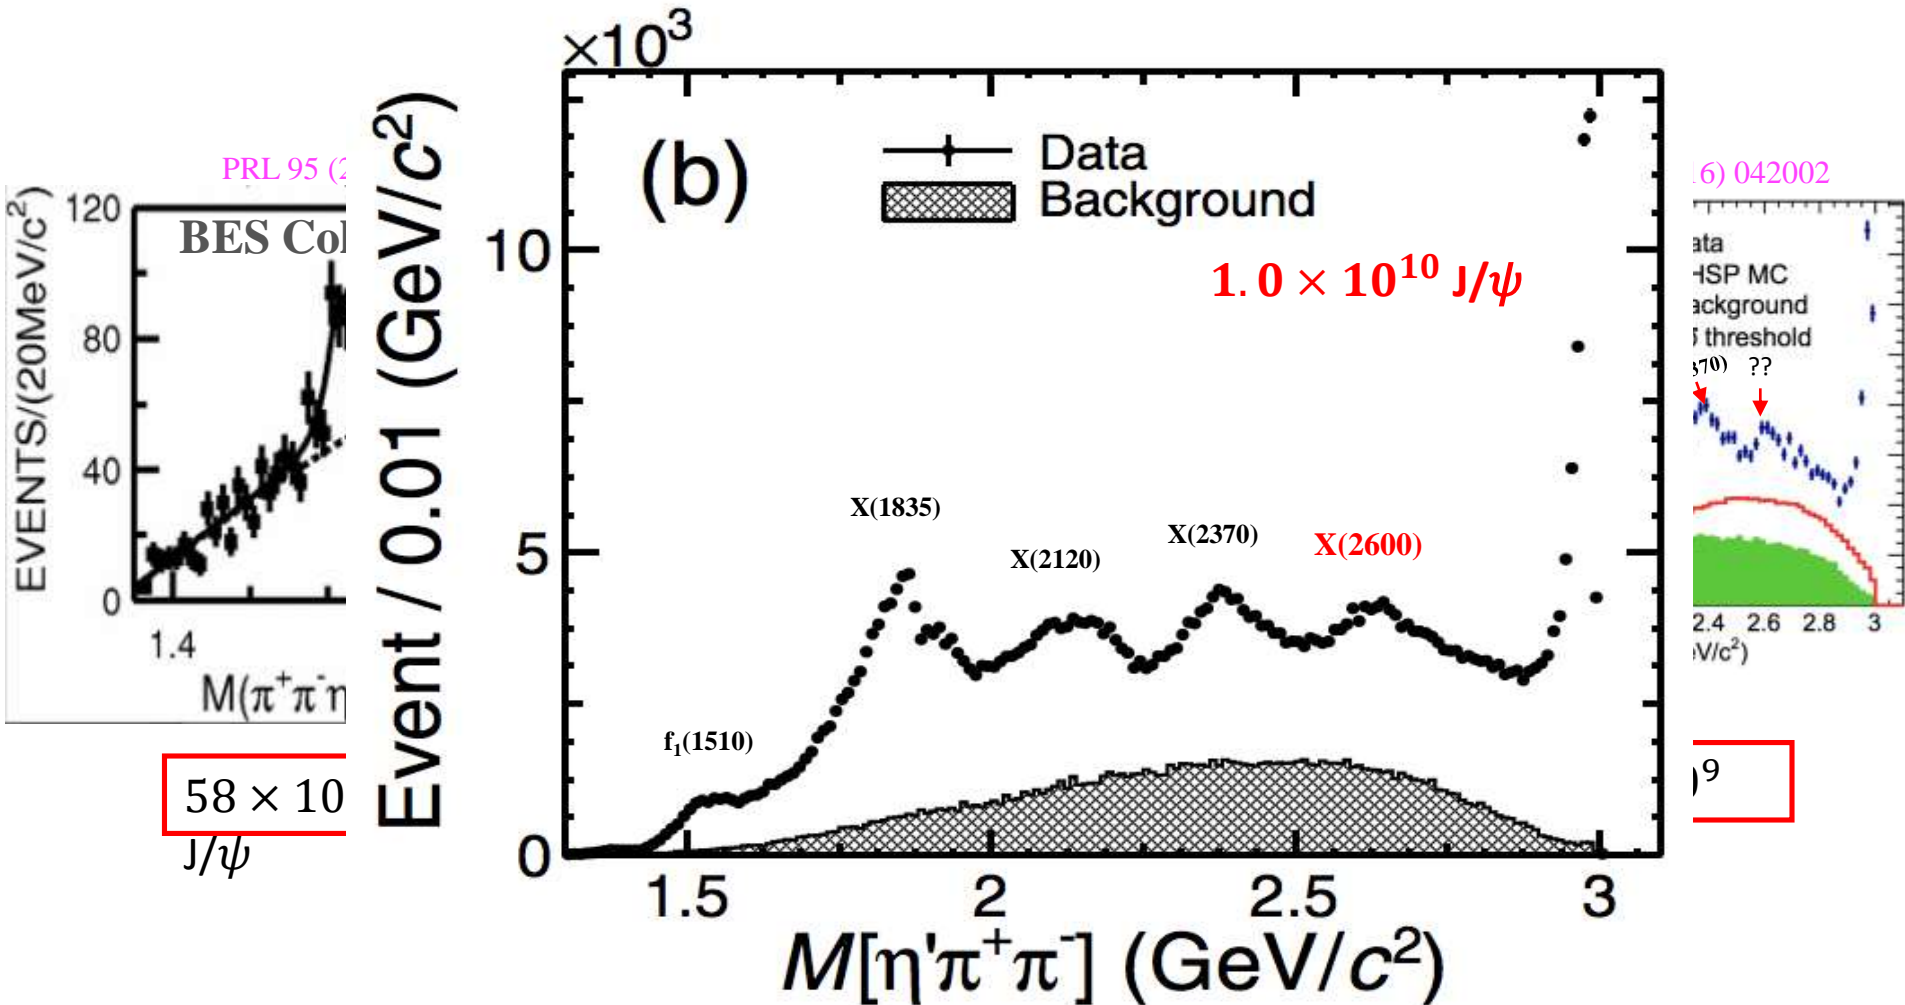 PRL 95 (2
BES Col
EVENTS/(20MeV/c²)
120
80
40
0
1.4
M(π⁺π⁻η
58 × 10
J/ψ
×10³
Event / 0.01 (GeV/c²)
(b)
Data
Background
1.0 × 10¹⁰ J/ψ
10
5
0
X(1835)
X(2120)
X(2370)
X(2600)
f₁(1510)
1.5 2 2.5 3
M[η'π⁺π⁻] (GeV/c²)
16) 042002
ata
HSP MC
ackground
threshold
370) ??
2.4 2.6 2.8 3
eV/c²)
)⁹